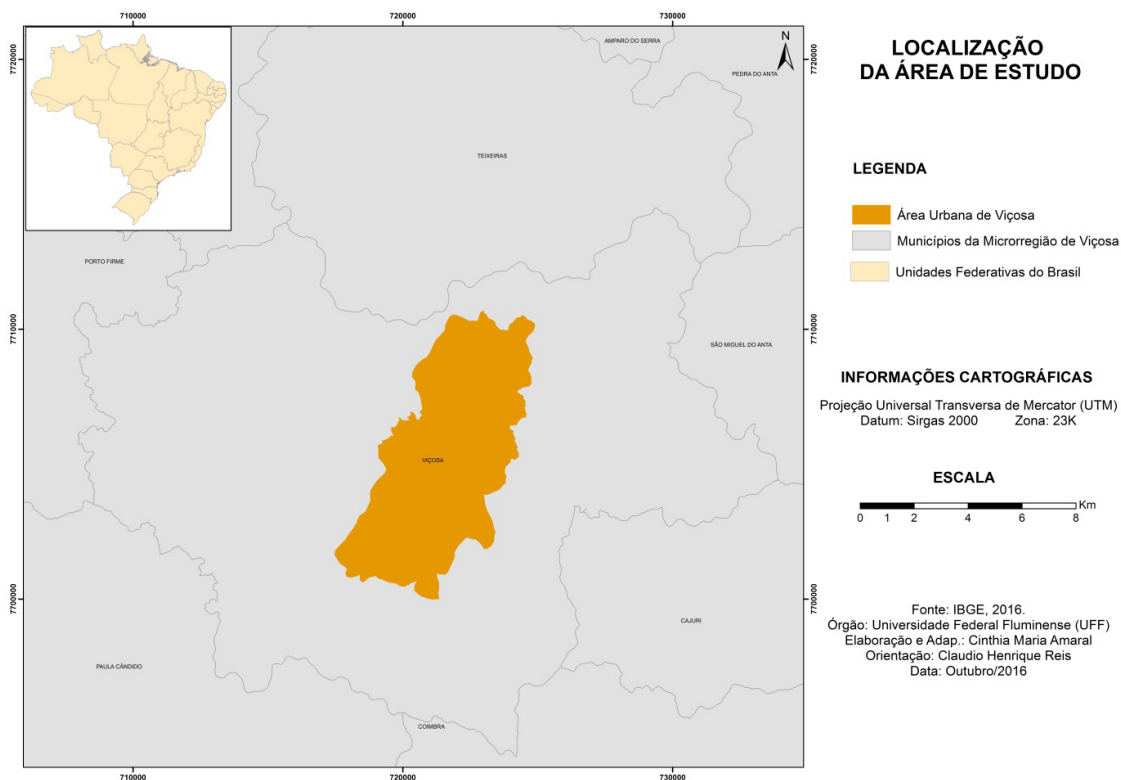 710000
720000
730000
7720000
7720000
AMPARO DO SERRA
N
PEDRA DO ANTA
TEIXEIRAS
PORTO FIRME
7710000
7710000
SÃO MIGUEL DO ANTA
VIÇOSA
7700000
7700000
CAJURI
PAULA CÂNDIDO
COIMBRA
710000
720000
730000
LOCALIZAÇÃO
DA ÁREA DE ESTUDO
LEGENDA
Área Urbana de Viçosa
Municípios da Microrregião de Viçosa
Unidades Federativas do Brasil
INFORMAÇÕES CARTOGRÁFICAS
Projeção Universal Transversa de Mercator (UTM)
Datum: Sirgas 2000 Zona: 23K
ESCALA
Km
0 1 2 4 6 8
Fonte: IBGE, 2016.
Órgão: Universidade Federal Fluminense (UFF)
Elaboração e Adap.: Cinthia Maria Amaral
Orientação: Claudio Henrique Reis
Data: Outubro/2016